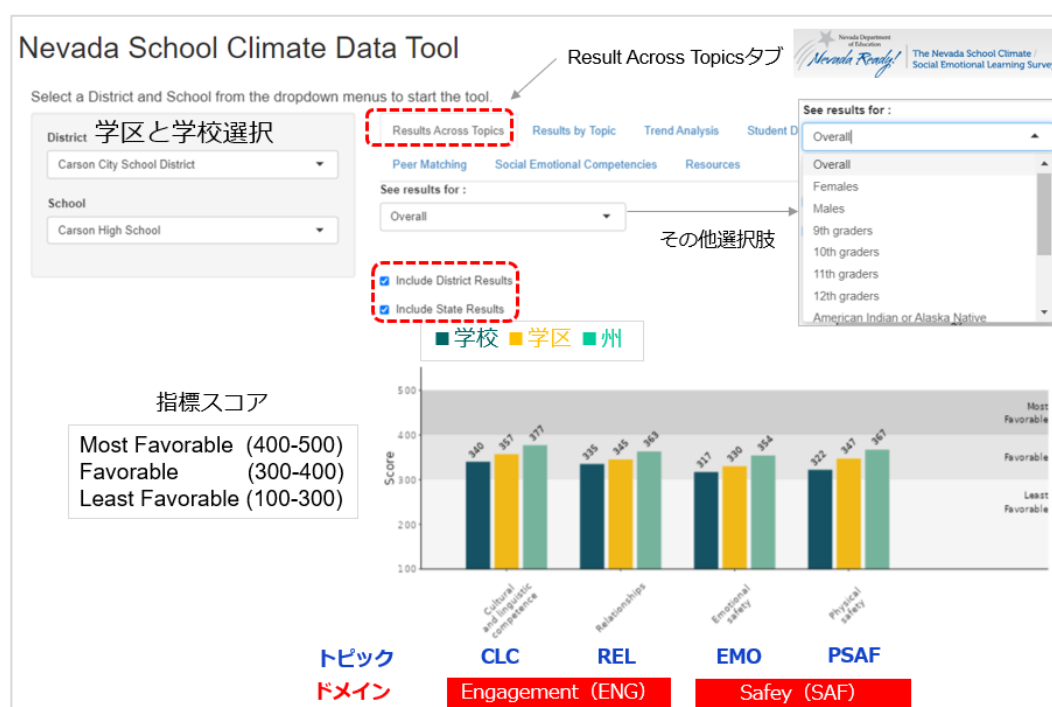 Nevada School Climate Data Tool
Result Across Topicsタブ
Nevada Department
of Education
Nevada Ready!
The Nevada School Climate /
Social Emotional Learning Survey
Select a District and School from the dropdown menus to start the tool.
District 学区と学校選択
Carson City School District
School
Carson High School
Results Across Topics Results by Topic Trend Analysis Student D
Peer Matching Social Emotional Competencies Resources
See results for :
Overall
その他選択肢
Include District Results
Include State Results
See results for :
Overall
Overall
Females
Males
9th graders
10th graders
11th graders
12th graders
American Indian or Alaska Native
■学校 ■学区 ■州
指標スコア
Most Favorable (400-500)
Favorable (300-400)
Least Favorable (100-300)
Score
500
400
300
200
100
340 357 377
335 345 363
317 330 354
322 347 367
Most
Favorable
Favorable
Least
Favorable
Cultural
and linguistic
competence
Relationships
Emotional
safety
Physical
safety
トピック CLC REL EMO PSAF
ドメイン Engagement（ENG） Safey（SAF）